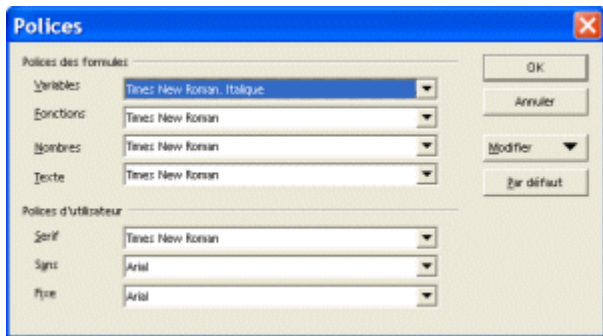 Polices
Polices des formules
Variables Times New Roman, Italique
Fonctions Times New Roman
Nombres Times New Roman
Texte Times New Roman
Polices d'utilisateur
Serif Times New Roman
Sans Arial
Fixe Arial
OK
Annuler
Modifier
Par défaut